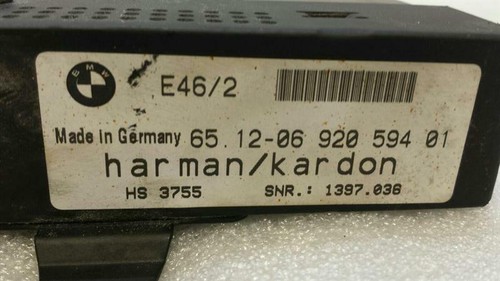 BMW
E46/2
Made in Germany 65.12-06 920 594 01
harman/kardon
HS 3755 SNR.: 1397.036